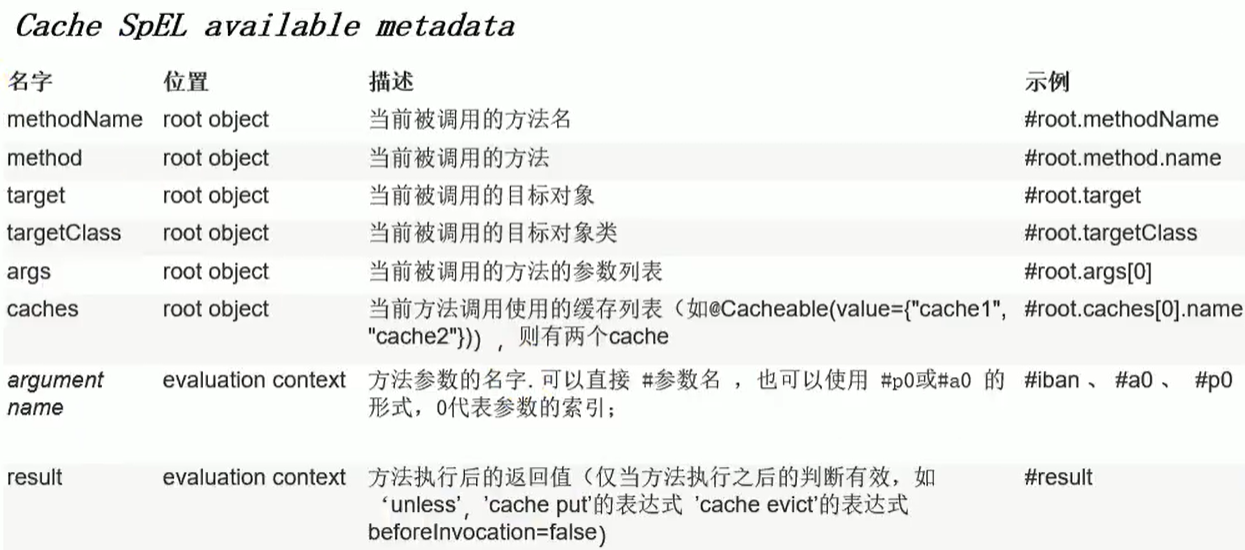 Cache SpEL available metadata
名字 位置 描述 示例
methodName root object 当前被调用的方法名 #root.methodName
method root object 当前被调用的方法 #root.method.name
target root object 当前被调用的目标对象 #root.target
targetClass root object 当前被调用的目标对象类 #root.targetClass
args root object 当前被调用的方法的参数列表 #root.args[0]
caches root object 当前方法调用使用的缓存列表（如@Cacheable(value={"cache1", #root.caches[0].name
"cache2"})），则有两个cache
argument evaluation context 方法参数的名字. 可以直接 #参数名 ，也可以使用 #p0或#a0 的 #iban 、 #a0 、 #p0
name 形式，0代表参数的索引；
result evaluation context 方法执行后的返回值（仅当方法执行之后的判断有效，如 #result
‘unless’，'cache put'的表达式 'cache evict'的表达式
beforeInvocation=false）